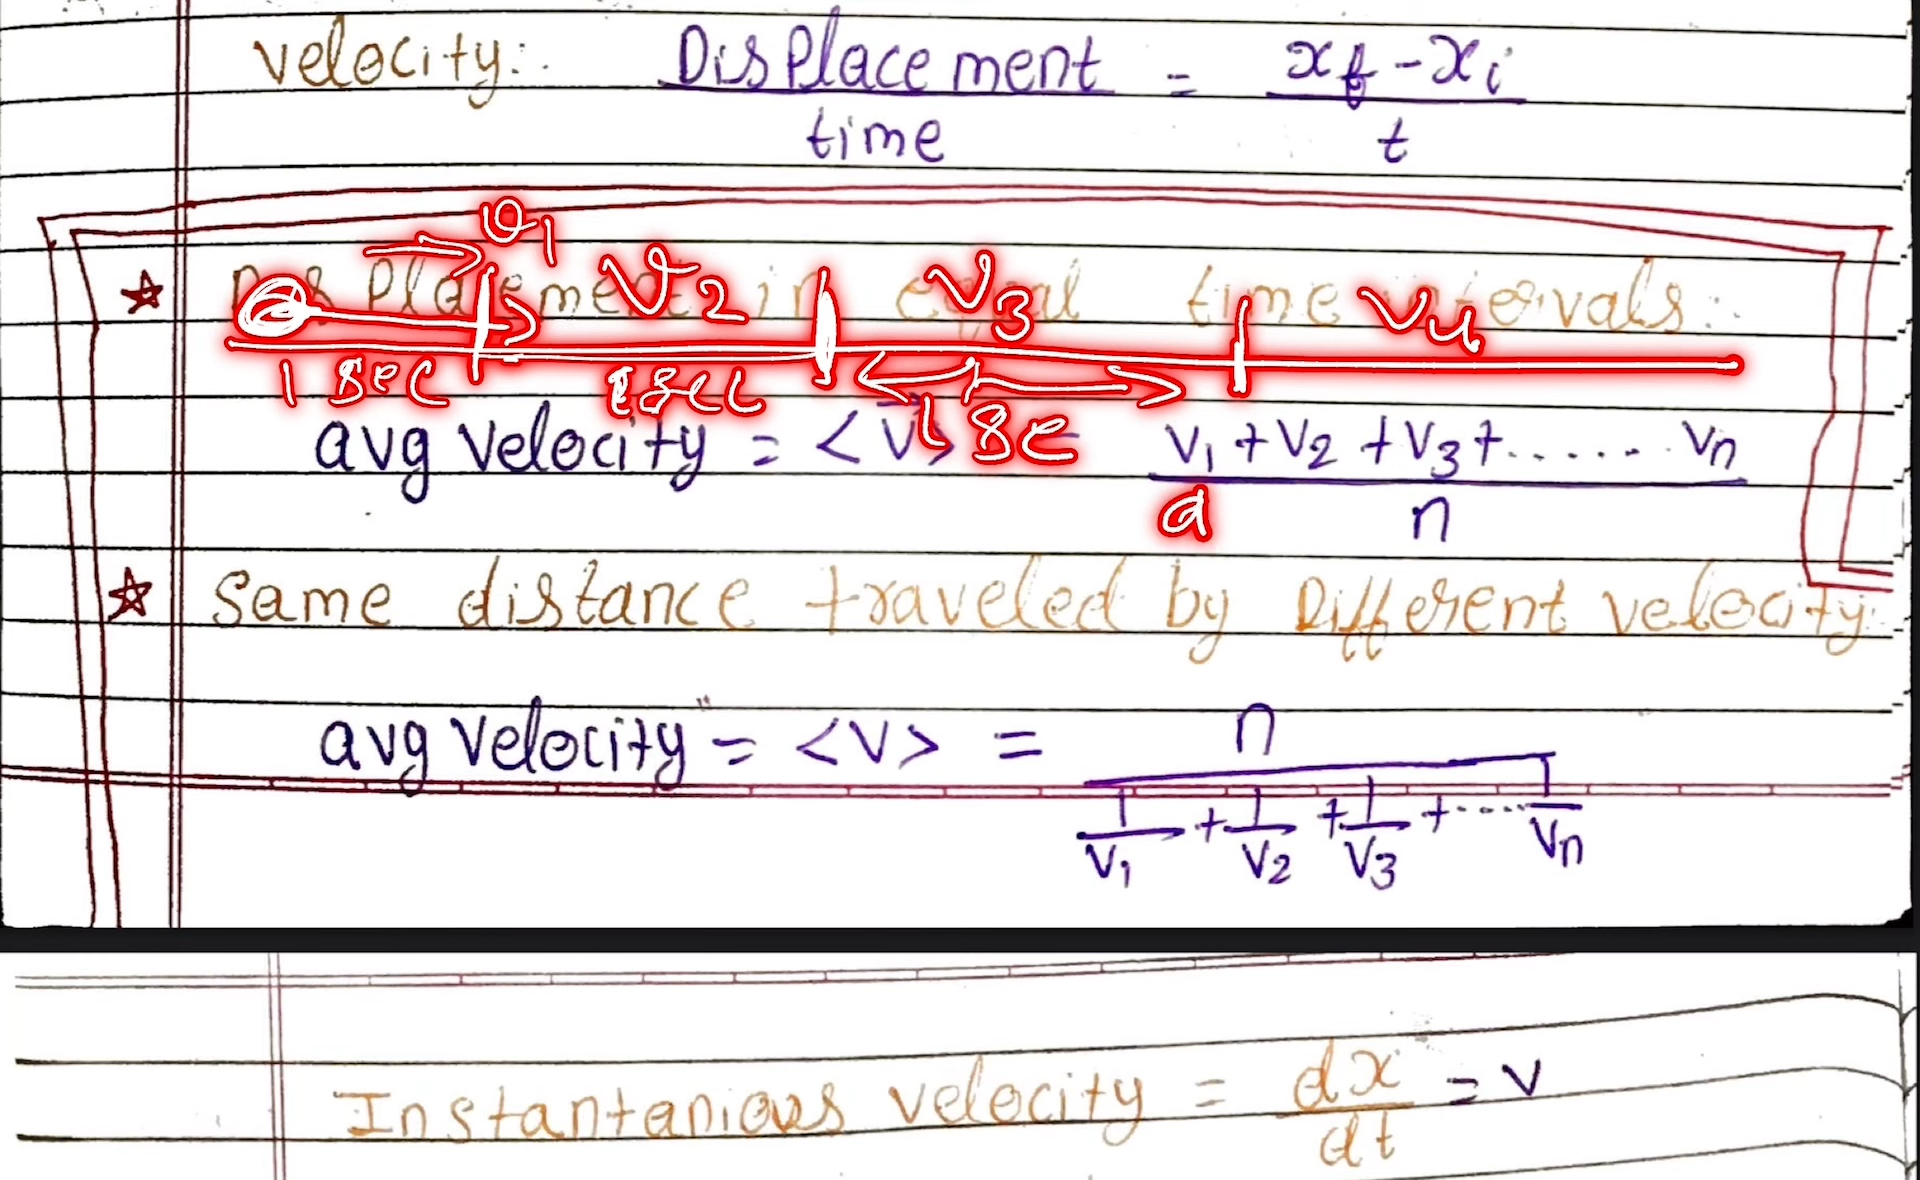 velocity: Displacement / time = xf - xi / t
Displacement in equal time intervals:
v1 v2 v3 v4
1 sec 1 sec 1 sec
avg velocity = <v> = v1 + v2 + v3 + ...... vn / n
d
Same distance traveled by Different velocity
avg velocity = <v> = n / 1/v1 + 1/v2 + 1/v3 + ..... 1/vn
Instantanious velocity = dx/dt = v